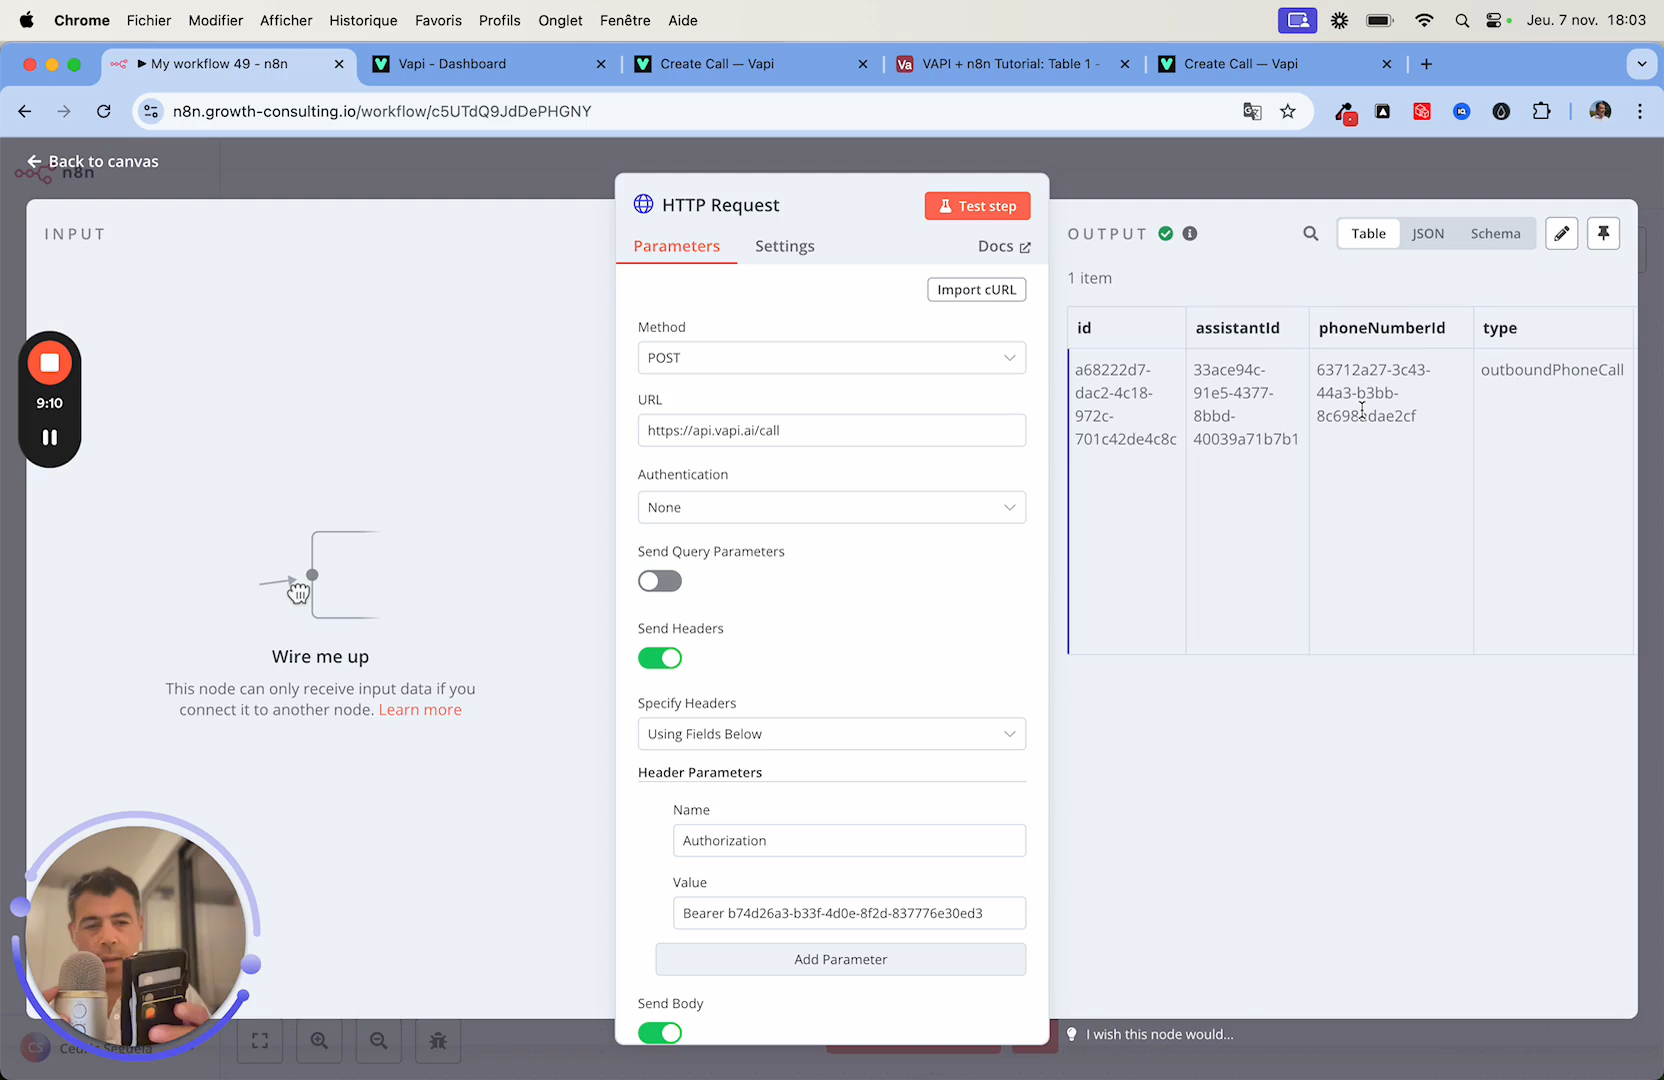 Chrome Fichier Modifier Afficher Historique Favoris Profils Onglet Fenêtre Aide Jeu. 7 nov. 18:03
My workflow 49 - n8n
Vapi - Dashboard
Create Call — Vapi
VAPI + n8n Tutorial: Table 1 -
Create Call — Vapi
n8n.growth-consulting.io/workflow/c5UTdQ9JdDePHGNY
Back to canvas
n8n
INPUT
9:10
Wire me up
This node can only receive input data if you
connect it to another node. Learn more
HTTP Request
Test step
Parameters
Settings
Docs
Import cURL
Method
POST
URL
https://api.vapi.ai/call
Authentication
None
Send Query Parameters
Send Headers
Specify Headers
Using Fields Below
Header Parameters
Name
Authorization
Value
Bearer b74d26a3-b33f-4d0e-8f2d-837776e30ed3
Add Parameter
Send Body
OUTPUT
Table
JSON
Schema
1 item
id assistantId phoneNumberId type
a68222d7-
dac2-4c18-
972c-
701c42de4c8c
33ace94c-
91e5-4377-
8bbd-
40039a71b7b1
63712a27-3c43-
44a3-b3bb-
outboundPhoneCall
I wish this node would...
CS